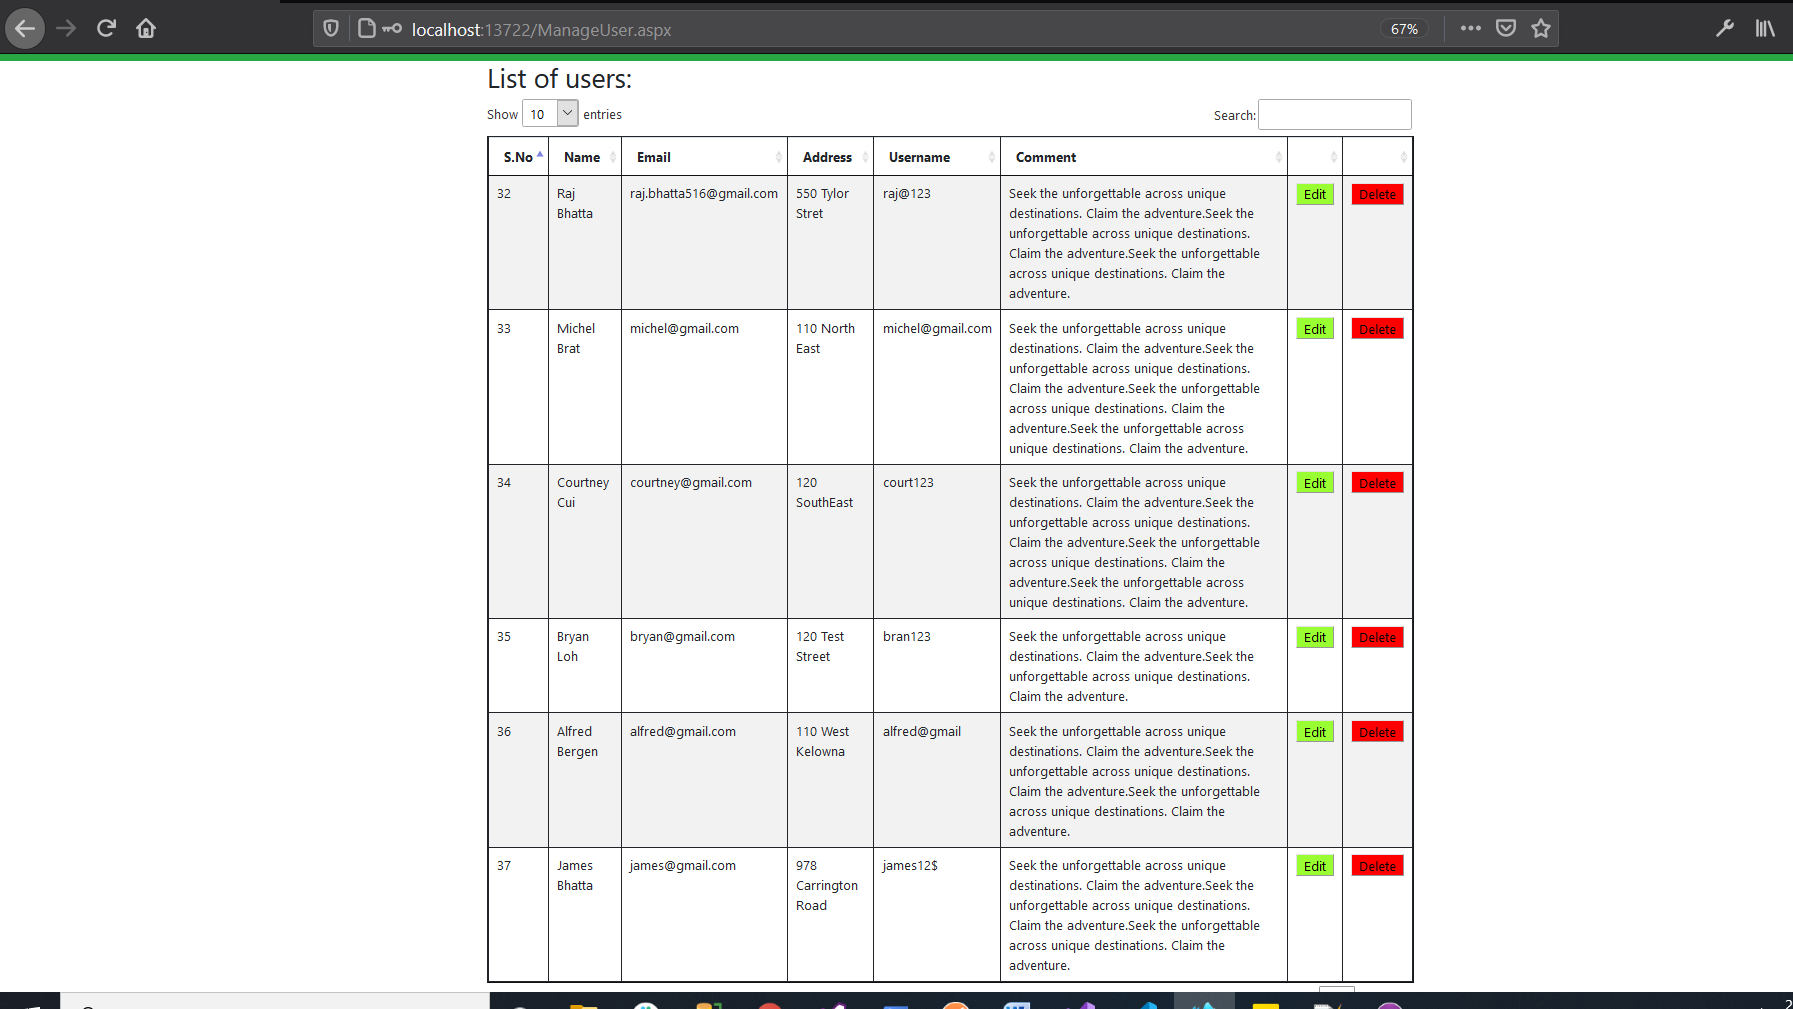 localhost:13722/ManageUser.aspx 67%
List of users:
Show 10 entries Search:
S.No Name Email Address Username Comment
32 Raj raj.bhatta516@gmail.com 550 Tylor raj@123 Seek the unforgettable across unique Edit Delete
Bhatta Stret destinations. Claim the adventure.Seek the
unforgettable across unique destinations.
Claim the adventure.Seek the unforgettable
across unique destinations. Claim the
adventure.
33 Michel michel@gmail.com 110 North michel@gmail.com Seek the unforgettable across unique Edit Delete
Brat East destinations. Claim the adventure.Seek the
unforgettable across unique destinations.
Claim the adventure.Seek the unforgettable
across unique destinations. Claim the
adventure.Seek the unforgettable across
unique destinations. Claim the adventure.
34 Courtney courtney@gmail.com 120 court123 Seek the unforgettable across unique Edit Delete
Cui SouthEast destinations. Claim the adventure.Seek the
unforgettable across unique destinations.
Claim the adventure.Seek the unforgettable
across unique destinations. Claim the
adventure.Seek the unforgettable across
unique destinations. Claim the adventure.
35 Bryan bryan@gmail.com 120 Test bran123 Seek the unforgettable across unique Edit Delete
Loh Street destinations. Claim the adventure.Seek the
unforgettable across unique destinations.
Claim the adventure.
36 Alfred alfred@gmail.com 110 West alfred@gmail Seek the unforgettable across unique Edit Delete
Bergen Kelowna destinations. Claim the adventure.Seek the
unforgettable across unique destinations.
Claim the adventure.Seek the unforgettable
across unique destinations. Claim the
adventure.
37 James james@gmail.com 978 james12$ Seek the unforgettable across unique Edit Delete
Bhatta Carrington destinations. Claim the adventure.Seek the
Road unforgettable across unique destinations.
Claim the adventure.Seek the unforgettable
across unique destinations. Claim the
adventure.